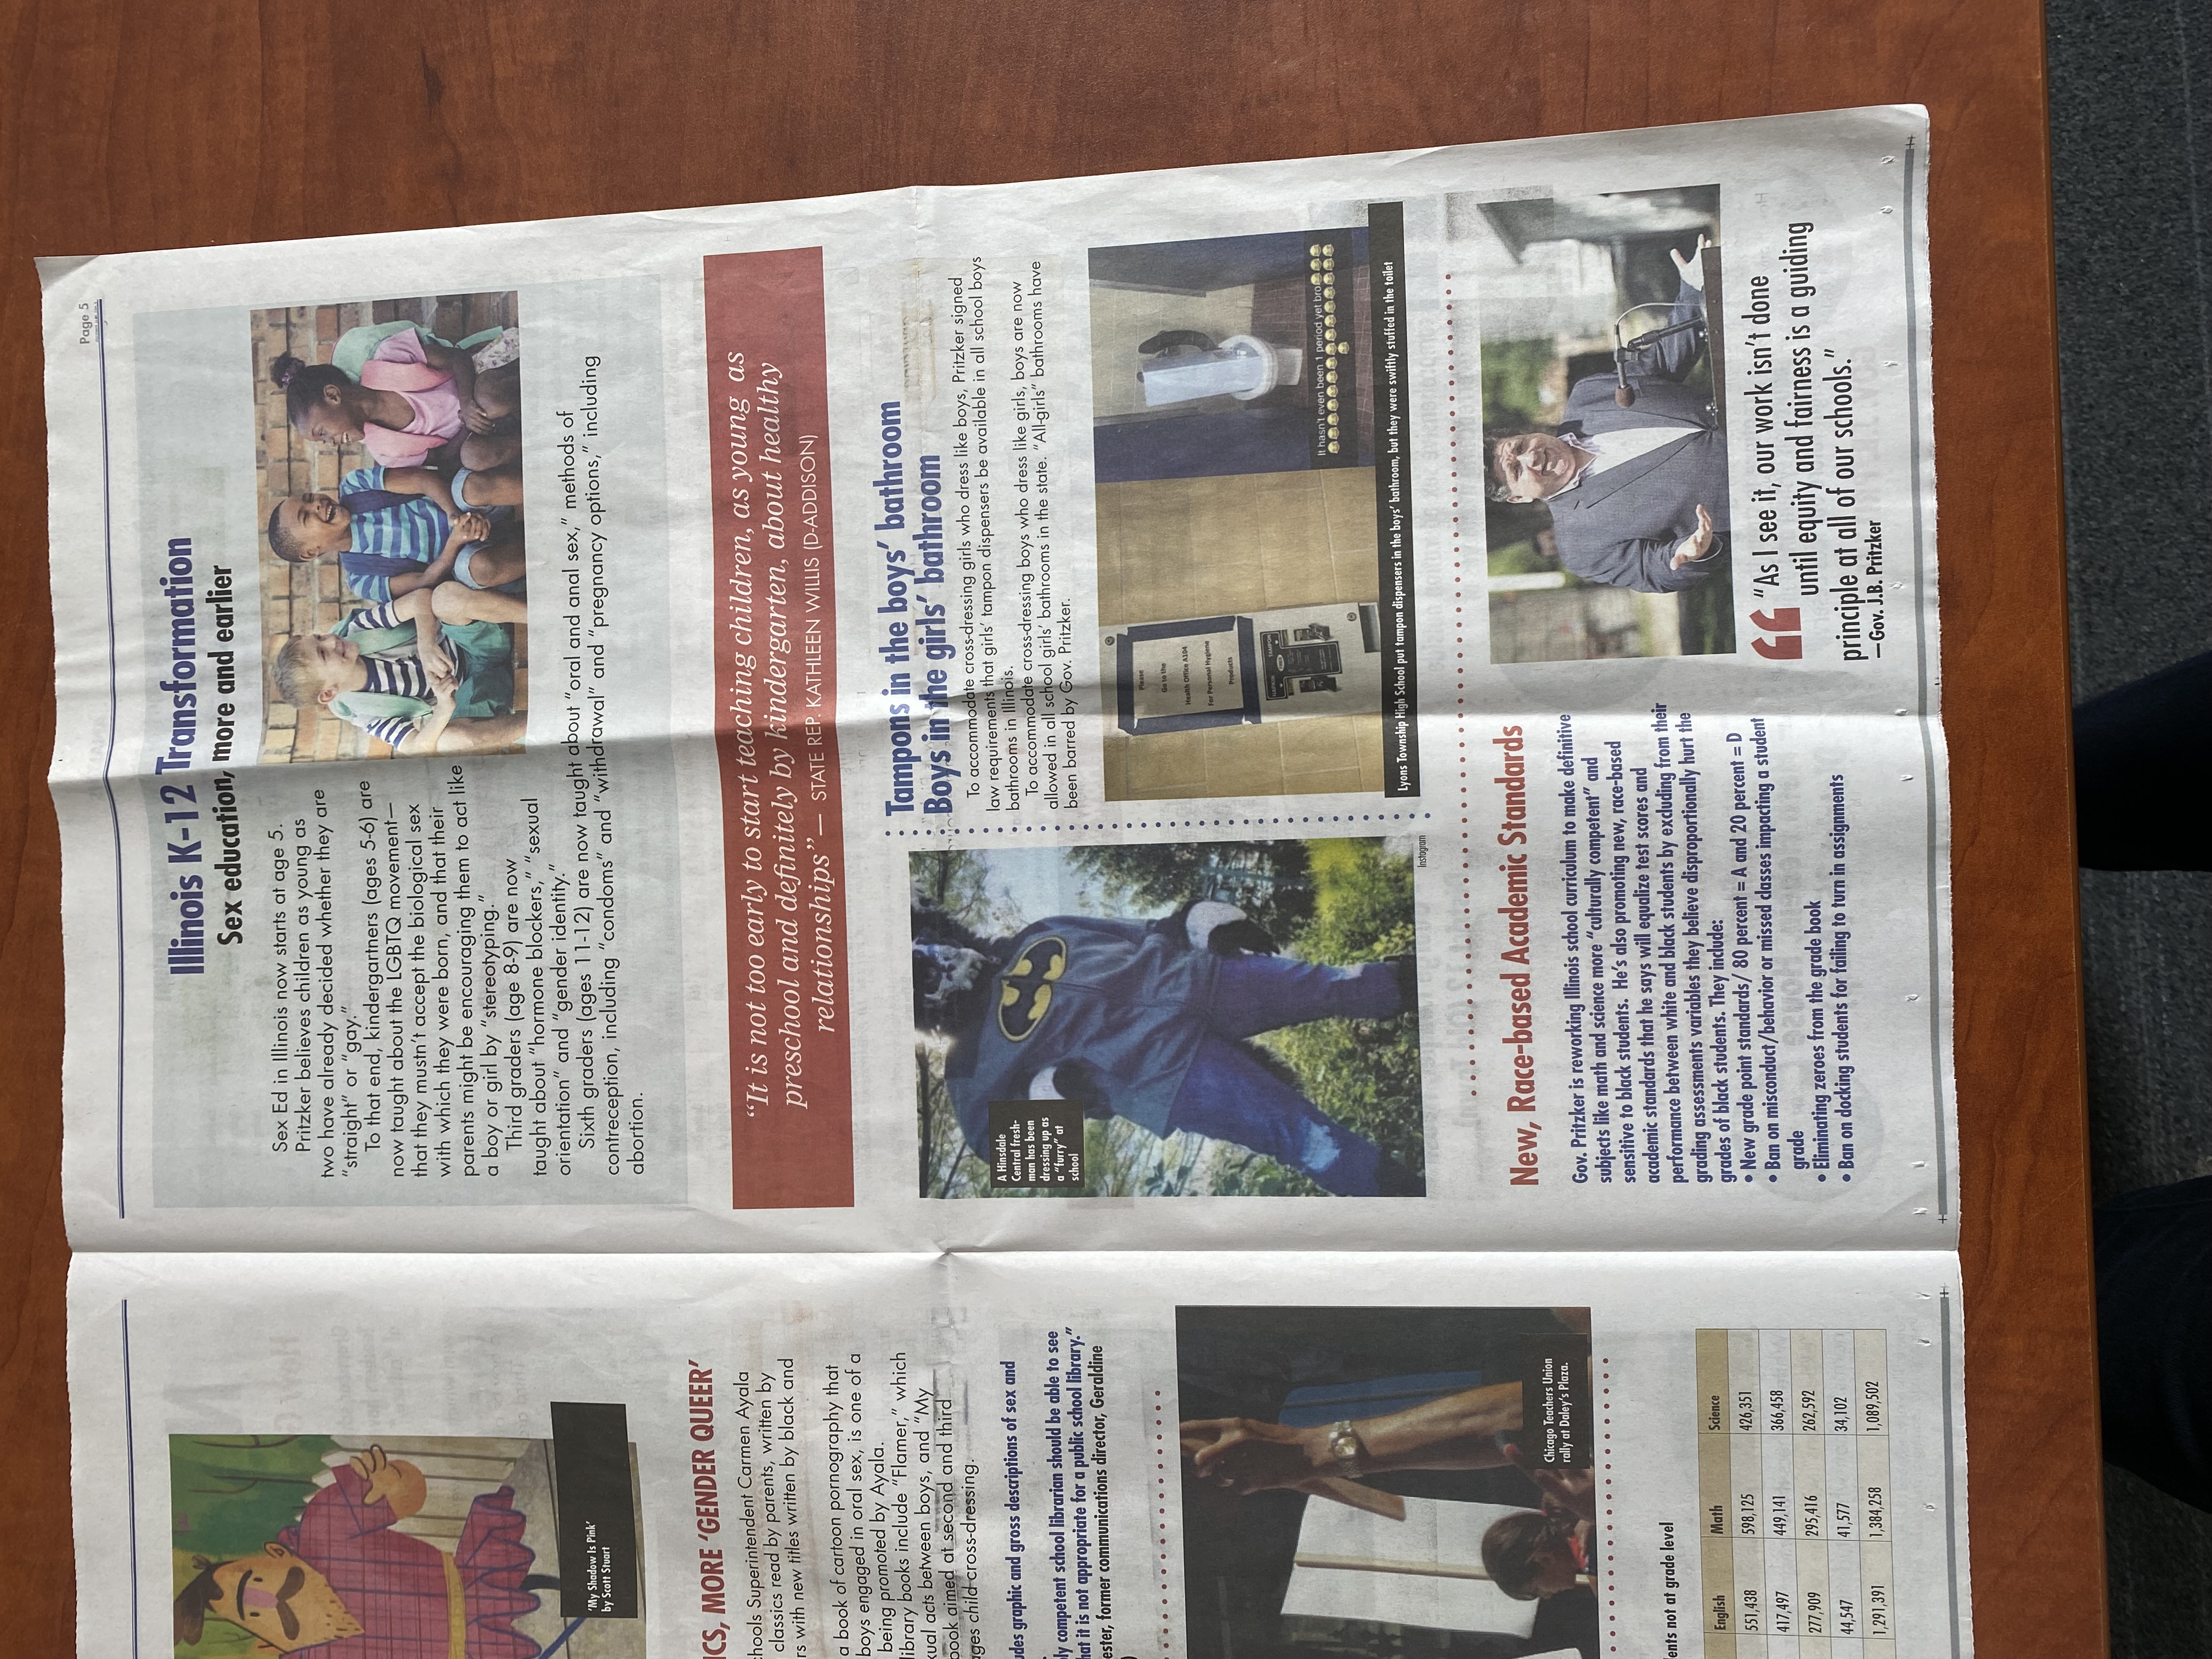 'My Shadow Is Pink'
by Scott Stuart
ICS, MORE 'GENDER QUEER'
chools Superintendent Carmen Ayala
classics read by parents, written by
rs with new titles written by black and
a book of cartoon pornography that
boys engaged in oral sex, is one of a
being promoted by Ayala.
library books include "Flamer," which
xual acts between boys, and "My
book aimed at second and third
ages child cross-dressing.
udes graphic and gross descriptions of sex and
bly competent school librarian should be able to see
hat it is not appropriate for a public school library."
ester, former communications director, Geraldine
)
Chicago Teachers Union
rally at Daley's Plaza.
ents not at grade level
English Math Science
551,438 598,125 426,351
417,497 449,141 366,458
277,909 295,416 262,592
44,547 41,577 34,102
1,291,391 1,384,258 1,089,502
Page 5
Illinois K-12 Transformation
Sex education, more and earlier
Sex Ed in Illinois now starts at age 5.
Pritzker believes children as young as
two have already decided whether they are
"straight" or "gay."
To that end, kindergartners (ages 5-6) are
now taught about the LGBTQ movement—
that they mustn't accept the biological sex
with which they were born, and that their
parents might be encouraging them to act like
a boy or girl by "stereotyping."
Third graders (age 8-9) are now
taught about "hormone blockers," "sexual
orientation" and "gender identity."
Sixth graders (ages 11-12) are now taught about "oral and anal sex," methods of
contreception, including "condoms" and "withdrawal" and "pregnancy options," including
abortion.
"It is not too early to start teaching children, as young as
preschool and definitely by kindergarten, about healthy
relationships"— STATE REP. KATHLEEN WILLIS (D-ADDISON)
A Hinsdale
Central fresh-
man has been
dressing up as
a "furry" at
school
Instagram
Tampons in the boys' bathroom
Boys in the girls' bathroom
To accommodate cross-dressing girls who dress like boys, Pritzker signed
law requirements that girls' tampon dispensers be available in all school boys
bathrooms in Illinois.
To accommodate cross-dressing boys who dress like girls, boys are now
allowed in all school girls' bathrooms in the state. "All-girls" bathrooms have
been barred by Gov. Pritzker.
Please
Go to the
Health Office A104
For Personal Hygiene
Products
NAPKIN TAMPON
It hasn't even been 1 period yet bro😂😂😂
😂😂😂😂😂😂😂😂😂😂😂😂😂😂😂
😂
Lyons Township High School put tampon dispensers in the boys' bathroom, but they were swiftly stuffed in the toilet
New, Race-based Academic Standards
Gov. Pritzker is reworking Illinois school curriculum to make definitive
subjects like math and science more "culturally competent" and
sensitive to black students. He's also promoting new, race-based
academic standards that he says will equalize test scores and
performance between white and black students by excluding from their
grading assessments variables they believe disproportionally hurt the
grades of black students. They include:
• New grade point standards/ 80 percent = A and 20 percent = D
• Ban on misconduct/behavior or missed classes impacting a student
grade
• Eliminating zeroes from the grade book
• Ban on docking students for failing to turn in assignments
"As I see it, our work isn't done
until equity and fairness is a guiding
principle at all of our schools."
—Gov. J.B. Pritzker